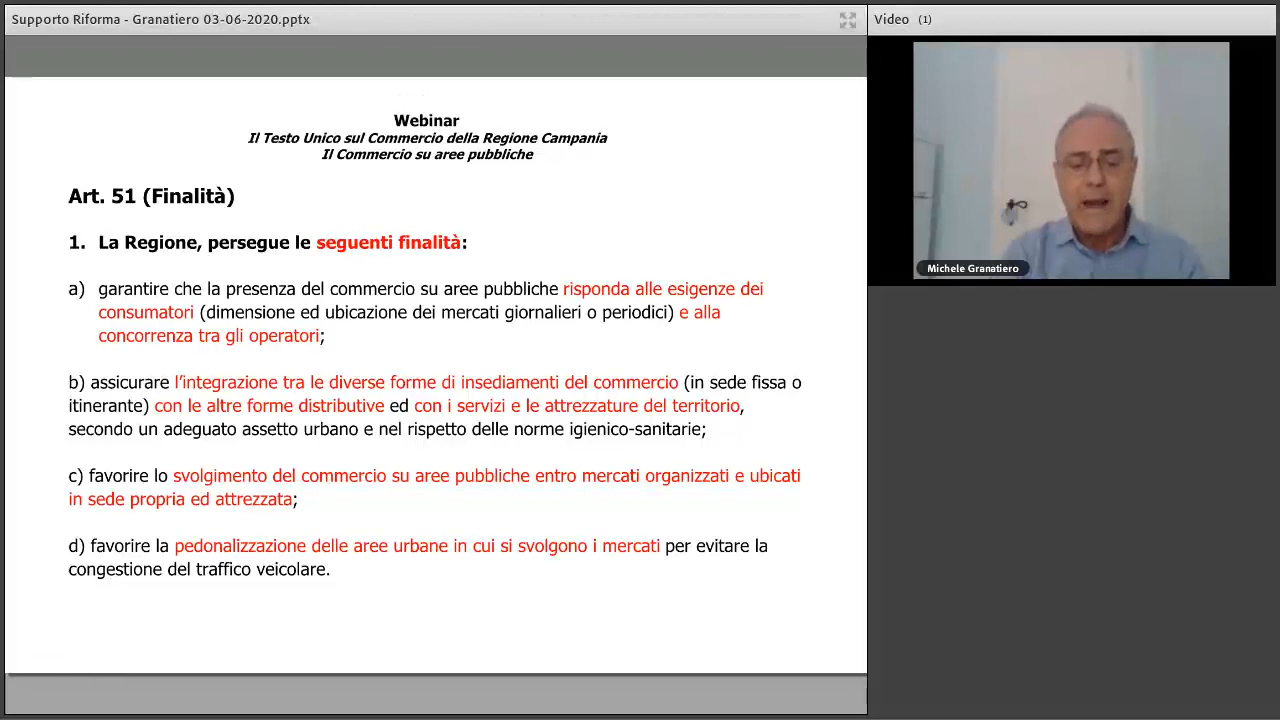 Supporto Riforma - Granatiero 03-06-2020.pptx
Video (1)
Webinar
Il Testo Unico sul Commercio della Regione Campania
Il Commercio su aree pubbliche
Art. 51 (Finalità)
1. La Regione, persegue le seguenti finalità:
a) garantire che la presenza del commercio su aree pubbliche risponda alle esigenze dei
consumatori (dimensione ed ubicazione dei mercati giornalieri o periodici) e alla
concorrenza tra gli operatori;
b) assicurare l'integrazione tra le diverse forme di insediamenti del commercio (in sede fissa o
itinerante) con le altre forme distributive ed con i servizi e le attrezzature del territorio,
secondo un adeguato assetto urbano e nel rispetto delle norme igienico-sanitarie;
c) favorire lo svolgimento del commercio su aree pubbliche entro mercati organizzati e ubicati
in sede propria ed attrezzata;
d) favorire la pedonalizzazione delle aree urbane in cui si svolgono i mercati per evitare la
congestione del traffico veicolare.
Michele Granatiero